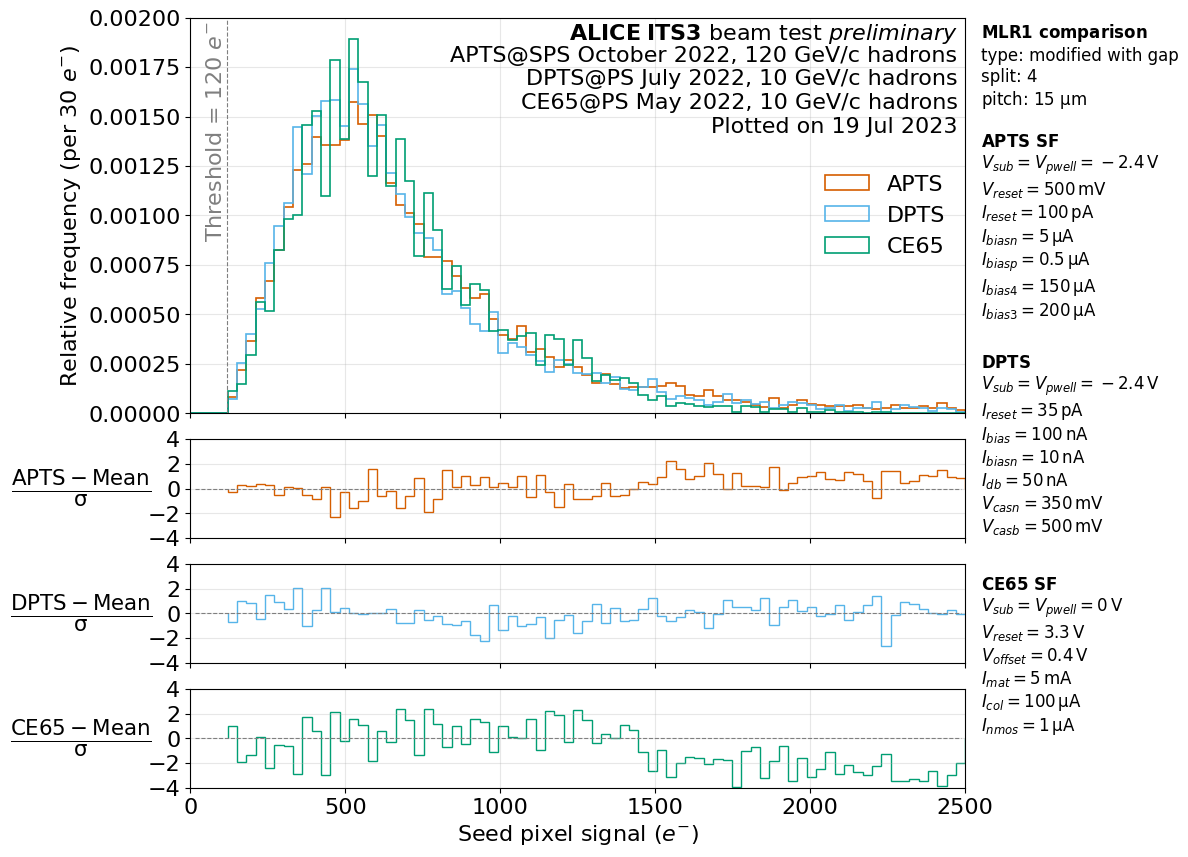 0.00200
0.00175
0.00150
0.00125
0.00100
0.00075
0.00050
0.00025
0.00000
Relative frequency (per 30 e⁻)
Threshold = 120 e⁻
ALICE ITS3 beam test preliminary
APTS@SPS October 2022, 120 GeV/c hadrons
DPTS@PS July 2022, 10 GeV/c hadrons
CE65@PS May 2022, 10 GeV/c hadrons
Plotted on 19 Jul 2023
APTS
DPTS
CE65
4
2
0
−2
−4
APTS − Mean
σ
4
2
0
−2
−4
DPTS − Mean
σ
4
2
0
−2
−4
CE65 − Mean
σ
0 500 1000 1500 2000 2500
Seed pixel signal (e⁻)
MLR1 comparison
type: modified with gap
split: 4
pitch: 15 μm
APTS SF
V_sub = V_pwell = −2.4 V
V_reset = 500 mV
I_reset = 100 pA
I_biasn = 5 μA
I_biasp = 0.5 μA
I_bias4 = 150 μA
I_bias3 = 200 μA
DPTS
V_sub = V_pwell = −2.4 V
I_reset = 35 pA
I_bias = 100 nA
I_biasn = 10 nA
I_db = 50 nA
V_casn = 350 mV
V_casb = 500 mV
CE65 SF
V_sub = V_pwell = 0 V
V_reset = 3.3 V
V_offset = 0.4 V
I_mat = 5 mA
I_col = 100 μA
I_nmos = 1 μA